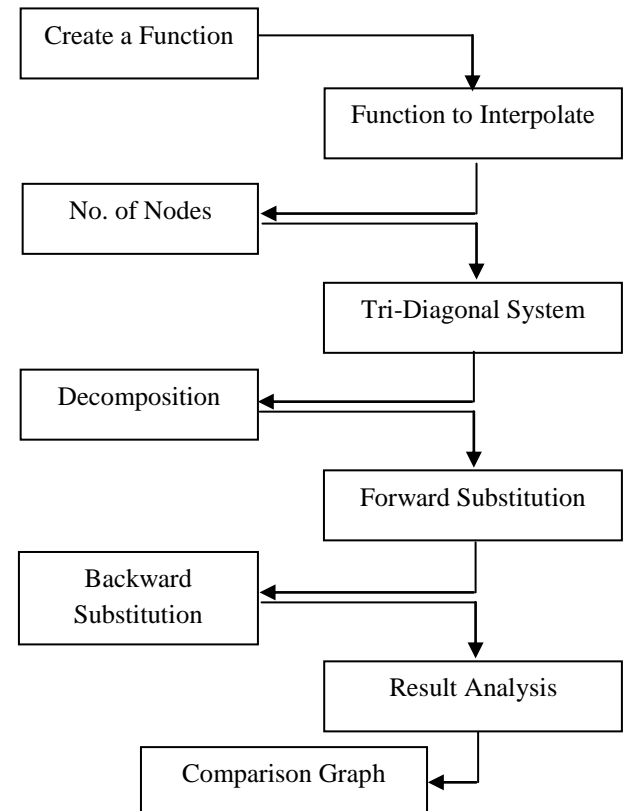 Create a Function
Function to Interpolate
No. of Nodes
Tri-Diagonal System
Decomposition
Forward Substitution
Backward
Substitution
Result Analysis
Comparison Graph